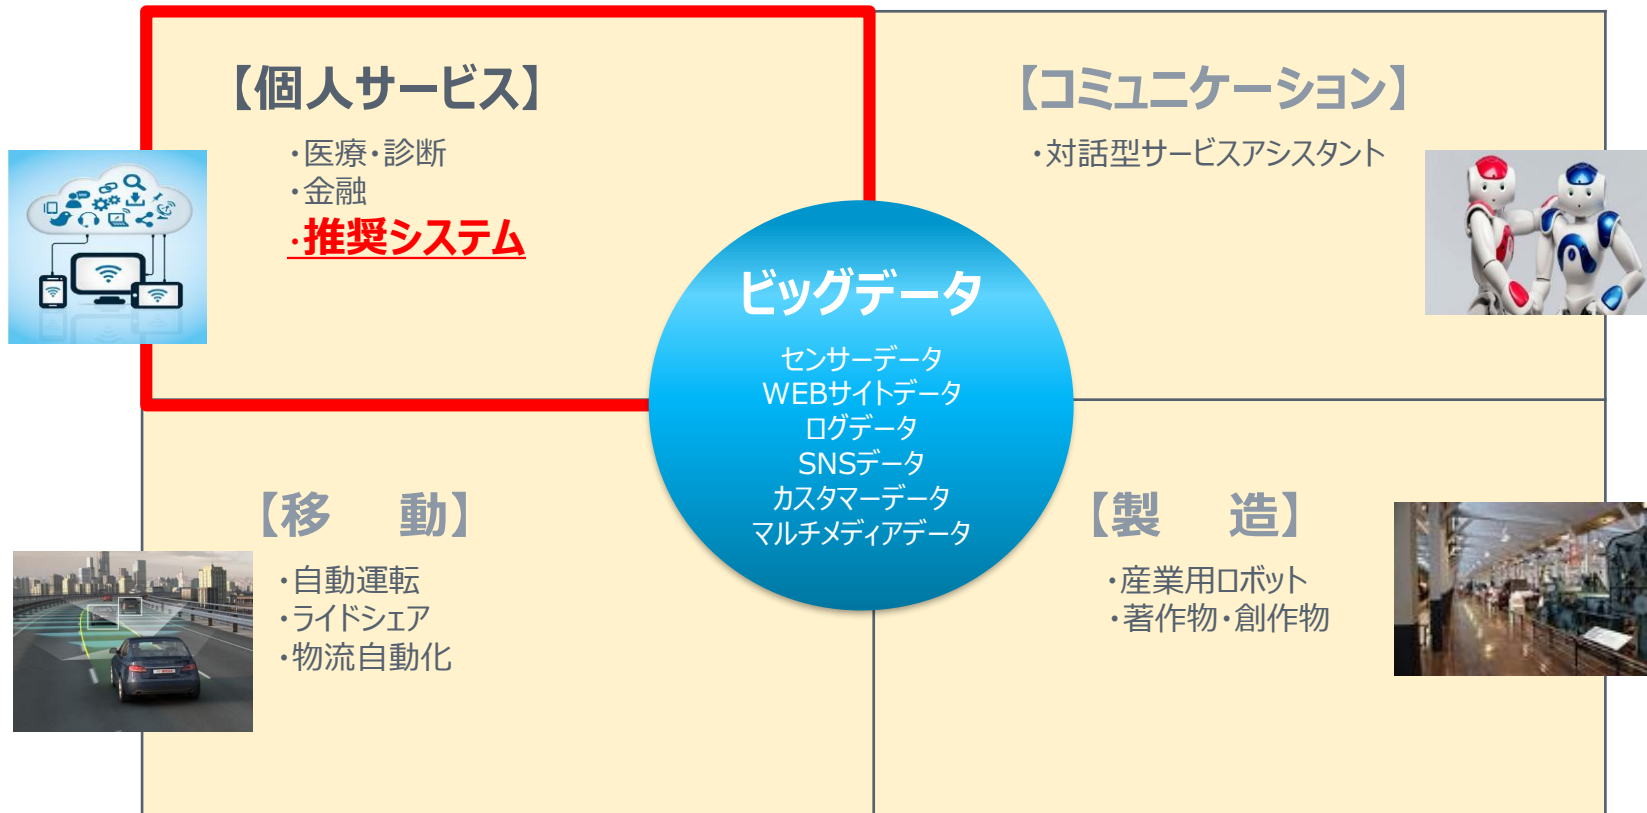 【個人サービス】
・医療・診断
・金融
・推奨システム
【コミュニケーション】
・対話型サービスアシスタント
ビッグデータ
センサーデータ
WEBサイトデータ
ログデータ
SNSデータ
カスタマーデータ
マルチメディアデータ
【移　動】
・自動運転
・ライドシェア
・物流自動化
【製　造】
・産業用ロボット
・著作物・創作物